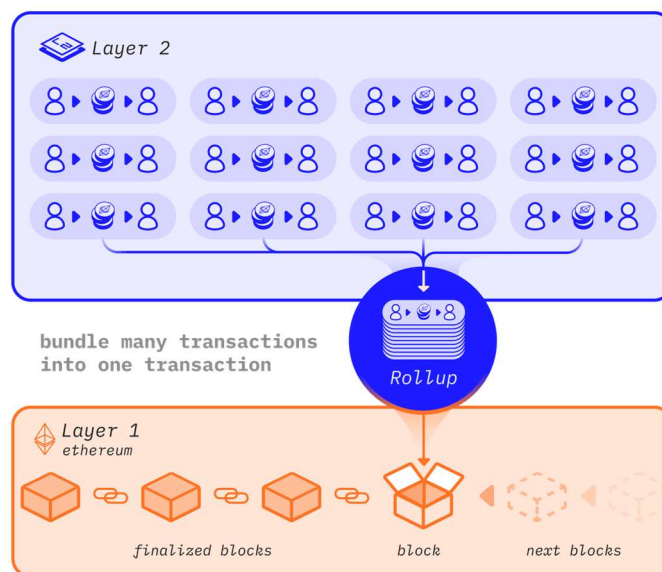 Layer 2
bundle many transactions
into one transaction
Rollup
Layer 1
ethereum
finalized blocks
block
next blocks